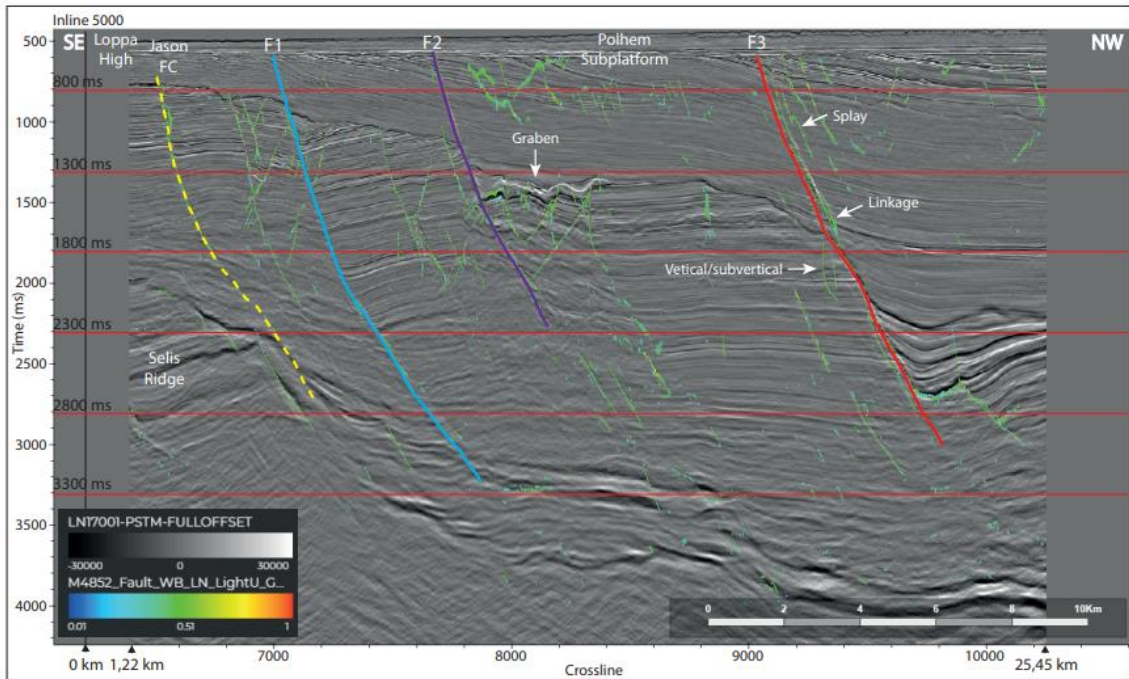 Inline 5000
500
SE
Loppa
High
Jason
FC
F1
F2
Polhem
Subplatform
F3
NW
800 ms
1000
Splay
Graben
1300 ms
1500
Linkage
1800 ms
Vetical/subvertical
2000
Time (ms)
2300 ms
2500
Selis
Ridge
2800 ms
3000
3300 ms
3500
LN17001-PSTM-FULLOFFSET
-30000
30000
M4852_Fault_WB_LN_LightU_G...
0.01
0.51
1
4000
0
2
4
6
8
10Km
0 km
1,22 km
7000
8000
9000
10000
25,45 km
Crossline